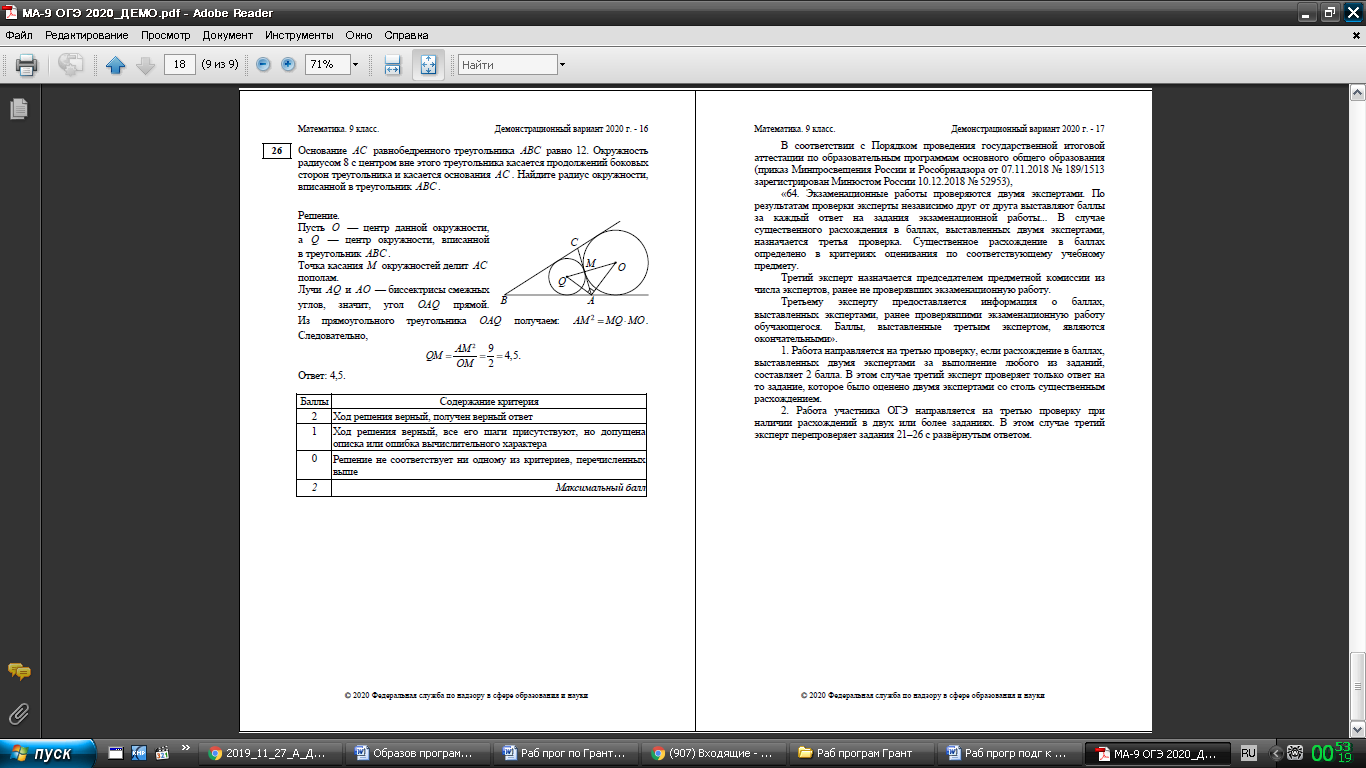 МА-9 ОГЭ 2020_ДЕМО.pdf - Adobe Reader
Файл Редактирование Просмотр Документ Инструменты Окно Справка
18 (9 из 9) 71% Найти
Математика. 9 класс. Демонстрационный вариант 2020 г. - 16
26 Основание AC равнобедренного треугольника ABC равно 12. Окружность
радиусом 8 с центром вне этого треугольника касается продолжений боковых
сторон треугольника и касается основания AC. Найдите радиус окружности,
вписанной в треугольник ABC.
Решение.
Пусть O — центр данной окружности,
а Q — центр окружности, вписанной
в треугольник ABC.
Точка касания M окружностей делит AC
пополам.
Лучи AQ и AO — биссектрисы смежных
углов, значит, угол OAQ прямой.
C
M
O
Q
B
A
Из прямоугольного треугольника OAQ получаем: AM² = MQ · MO.
Следовательно,
QM = AM²/OM = 9/2 = 4,5.
Ответ: 4,5.
Баллы Содержание критерия
2 Ход решения верный, получен верный ответ
1 Ход решения верный, все его шаги присутствуют, но допущена
описка или ошибка вычислительного характера
0 Решение не соответствует ни одному из критериев, перечисленных
выше
2 Максимальный балл
© 2020 Федеральная служба по надзору в сфере образования и науки
Математика. 9 класс. Демонстрационный вариант 2020 г. - 17
В соответствии с Порядком проведения государственной итоговой
аттестации по образовательным программам основного общего образования
(приказ Минпросвещения России и Рособрнадзора от 07.11.2018 № 189/1513
зарегистрирован Минюстом России 10.12.2018 № 52953),
«64. Экзаменационные работы проверяются двумя экспертами. По
результатам проверки эксперты независимо друг от друга выставляют баллы
за каждый ответ на задания экзаменационной работы... В случае
существенного расхождения в баллах, выставленных двумя экспертами,
назначается третья проверка. Существенное расхождение в баллах
определено в критериях оценивания по соответствующему учебному
предмету.
Третий эксперт назначается председателем предметной комиссии из
числа экспертов, ранее не проверявших экзаменационную работу.
Третьему эксперту предоставляется информация о баллах,
выставленных экспертами, ранее проверявшими экзаменационную работу
обучающегося. Баллы, выставленные третьим экспертом, являются
окончательными».
1. Работа направляется на третью проверку, если расхождение в баллах,
выставленных двумя экспертами за выполнение любого из заданий,
составляет 2 балла. В этом случае третий эксперт проверяет только ответ на
то задание, которое было оценено двумя экспертами со столь существенным
расхождением.
2. Работа участника ОГЭ направляется на третью проверку при
наличии расхождений в двух или более заданиях. В этом случае третий
эксперт перепроверяет задания 21–26 с развёрнутым ответом.
© 2020 Федеральная служба по надзору в сфере образования и науки
пуск » 2019_11_27_А_Д... Образов програм... Раб прог по Грант... (907) Входящие - ... Раб програм Грант Раб прогр подг к ... МА-9 ОГЭ 2020_Д... RU 00 53 19